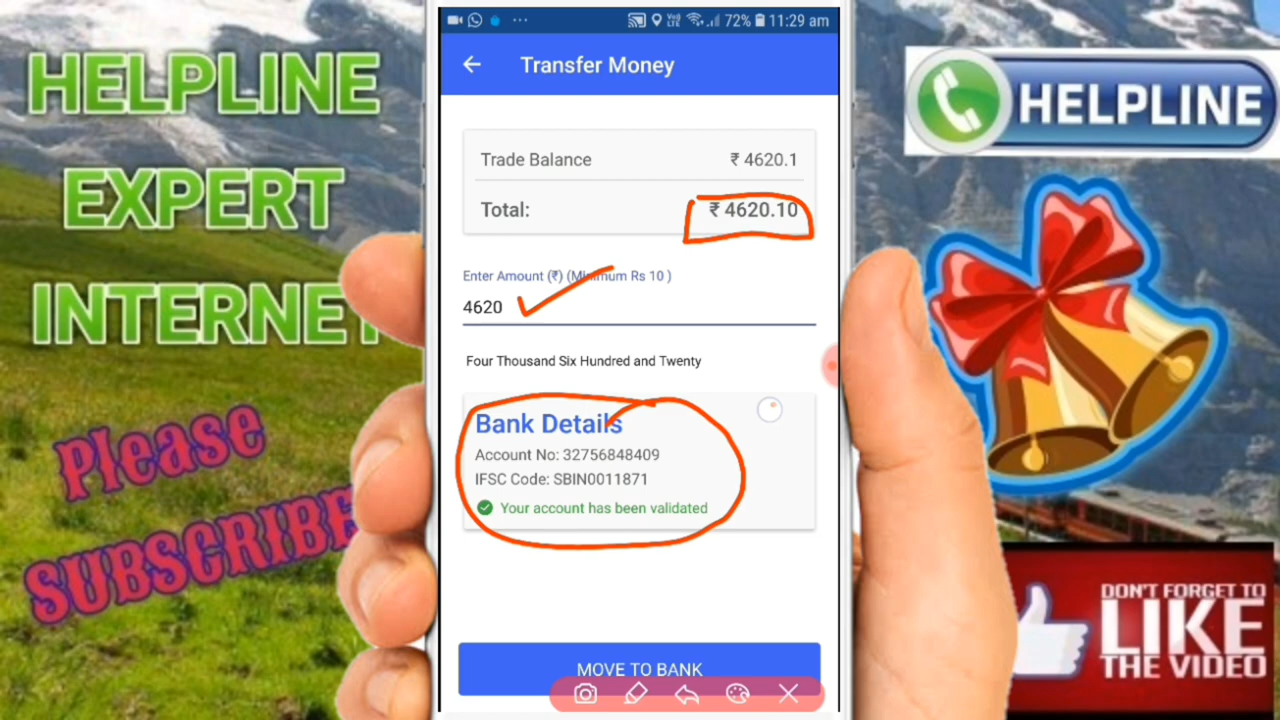 HELPLINE
EXPERT
INTERNET
Please
SUBSCRIBE
72% 11:29 am
Transfer Money
Trade Balance ₹ 4620.1
Total: ₹ 4620.10
Enter Amount (₹) (Minimum Rs 10 )
4620
Four Thousand Six Hundred and Twenty
Bank Details
Account No: 32756848409
IFSC Code: SBIN0011871
Your account has been validated
MOVE TO BANK
HELPLINE
DON'T FORGET TO
LIKE
THE VIDEO